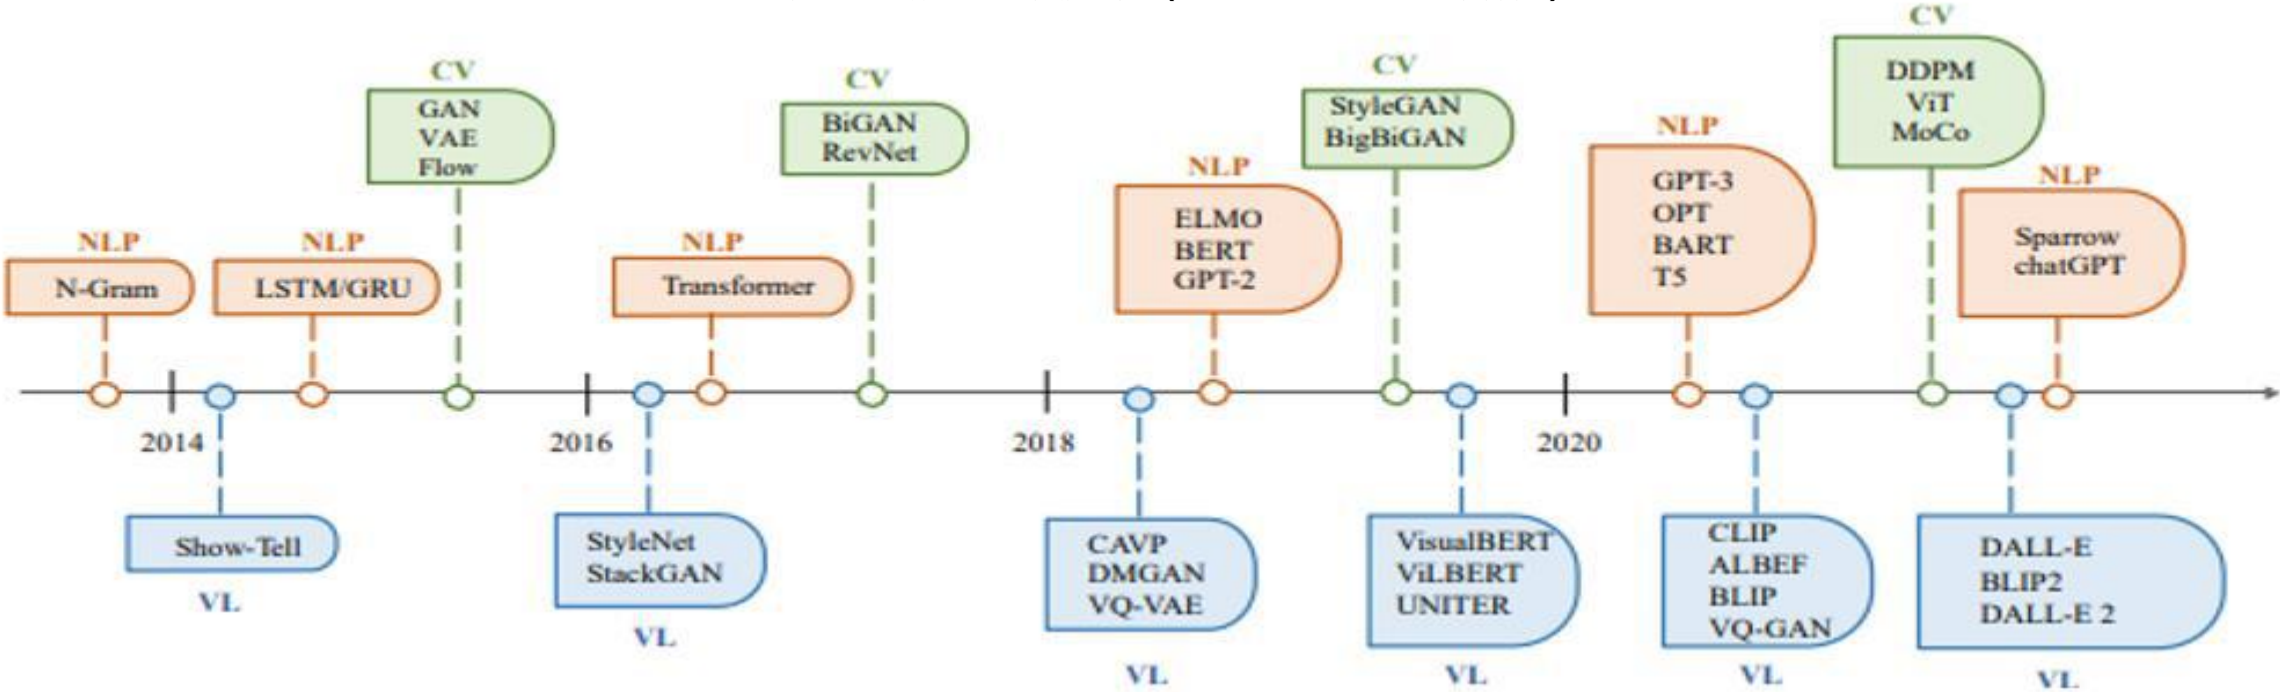 CV
GAN
VAE
Flow
CV
BiGAN
RevNet
CV
StyleGAN
BigBiGAN
CV
DDPM
ViT
MoCo
NLP
N-Gram
NLP
LSTM/GRU
NLP
Transformer
NLP
ELMO
BERT
GPT-2
NLP
GPT-3
OPT
BART
T5
NLP
Sparrow
chatGPT
2014
2016
2018
2020
Show-Tell
VL
StyleNet
StackGAN
VL
CAVP
DMGAN
VQ-VAE
VL
VisualBERT
ViLBERT
UNITER
VL
CLIP
ALBEF
BLIP
VQ-GAN
VL
DALL-E
BLIP2
DALL-E 2
VL